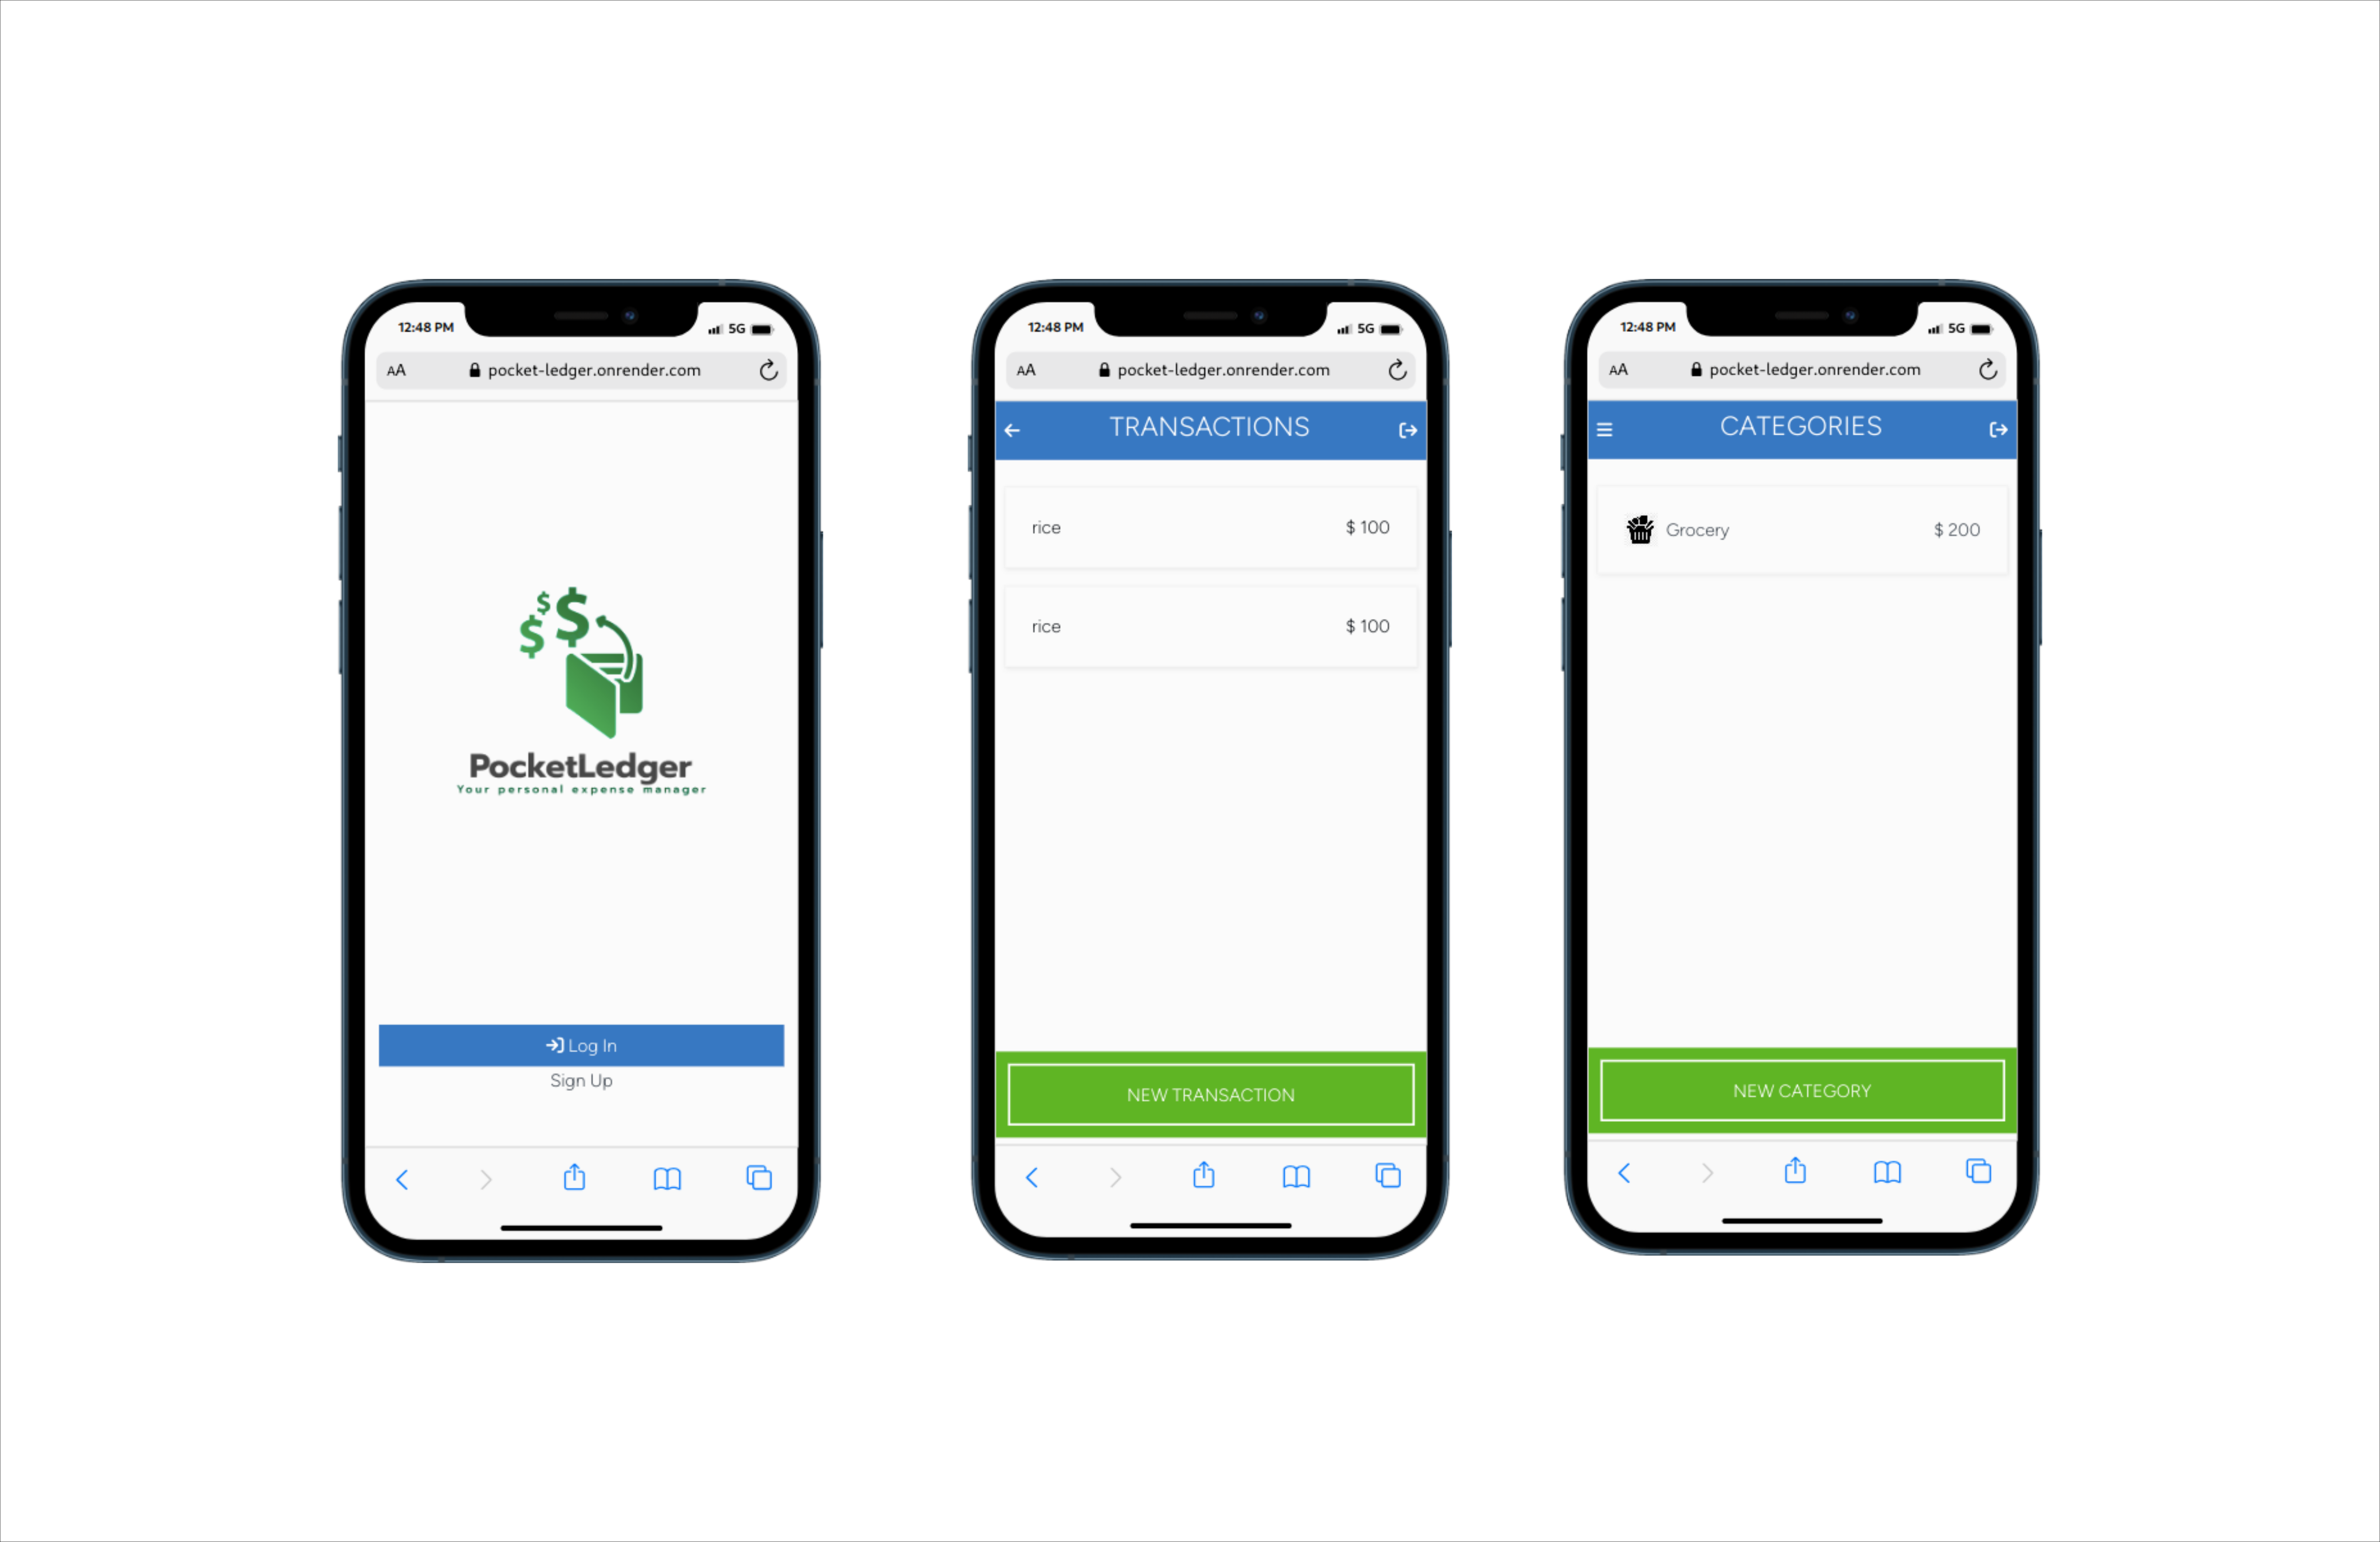 12:48 PM
5G
AA pocket-ledger.onrender.com
$ $ $
PocketLedger
Your personal expense manager
Log In
Sign Up
12:48 PM
5G
AA pocket-ledger.onrender.com
TRANSACTIONS
rice $ 100
rice $ 100
NEW TRANSACTION
12:48 PM
5G
AA pocket-ledger.onrender.com
CATEGORIES
Grocery $ 200
NEW CATEGORY